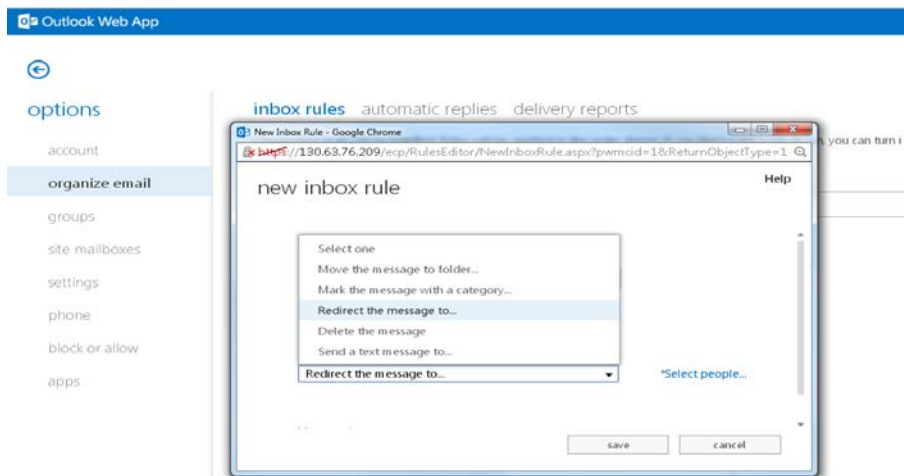 Outlook Web App
options
account
organize email
groups
site mailboxes
settings
phone
block or allow
apps
inbox rules automatic replies delivery reports
you can turn i
New Inbox Rule - Google Chrome
https://130.63.76.209/ecp/RulesEditor/NewInboxRule.aspx?pwmcid=1&ReturnObjectType=1
Help
new inbox rule
Select one
Move the message to folder...
Mark the message with a category...
Redirect the message to...
Delete the message
Send a text message to...
Redirect the message to...
*Select people...
save cancel